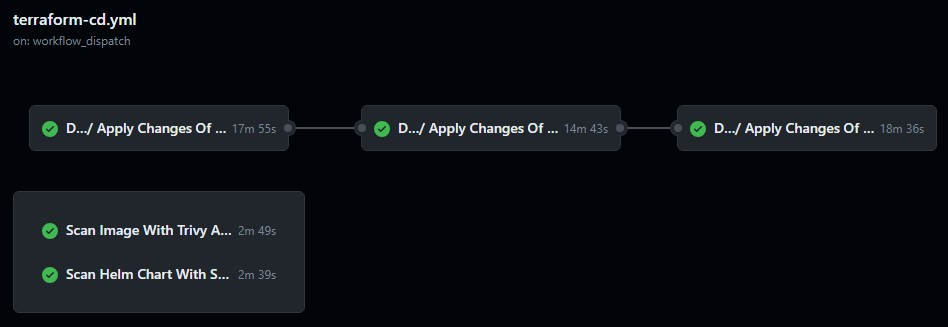 terraform-cd.yml
on: workflow_dispatch
D.../ Apply Changes Of ... 17m 55s
D.../ Apply Changes Of ... 14m 43s
D.../ Apply Changes Of ... 18m 36s
Scan Image With Trivy A... 2m 49s
Scan Helm Chart With S... 2m 39s